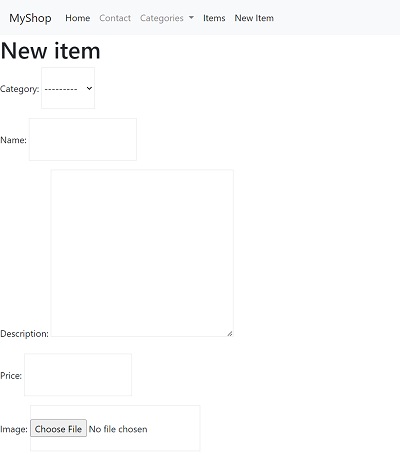 MyShop Home Contact Categories Items New Item
New item
Category: ---------
Name:
Description:
Price:
Image: Choose File No file chosen